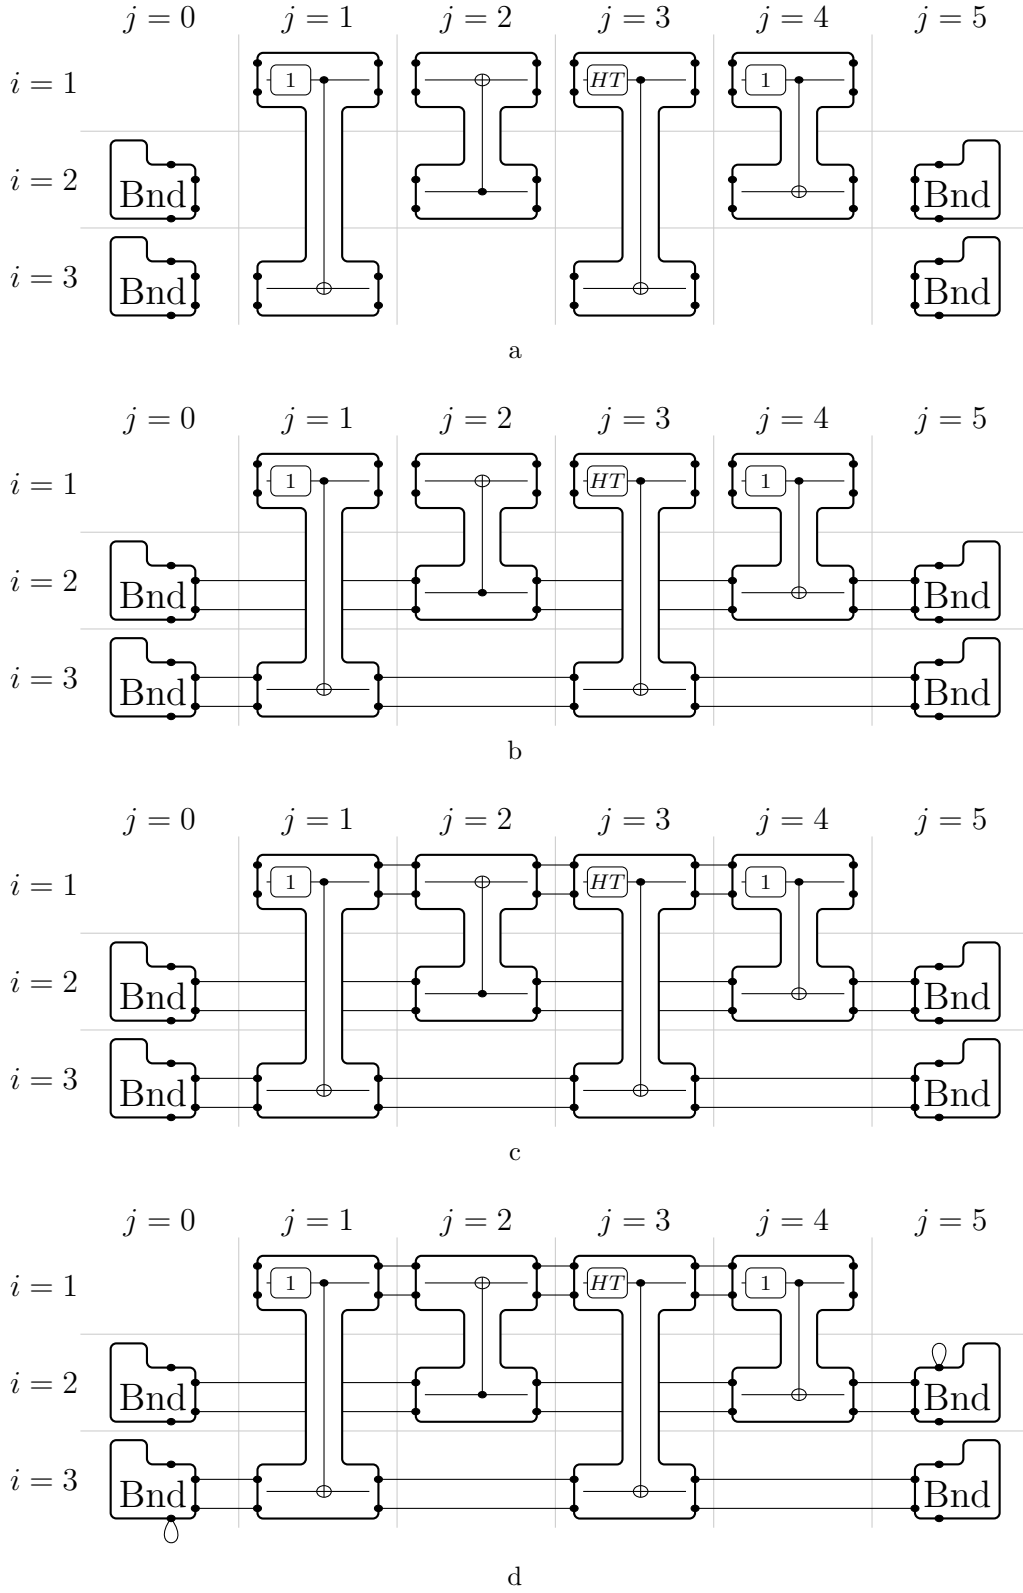 j = 0 j = 1 j = 2 j = 3 j = 4 j = 5
i = 1 1 HT 1
i = 2 Bnd Bnd
i = 3 Bnd Bnd
a
j = 0 j = 1 j = 2 j = 3 j = 4 j = 5
i = 1 1 HT 1
i = 2 Bnd Bnd
i = 3 Bnd Bnd
b
j = 0 j = 1 j = 2 j = 3 j = 4 j = 5
i = 1 1 HT 1
i = 2 Bnd Bnd
i = 3 Bnd Bnd
c
j = 0 j = 1 j = 2 j = 3 j = 4 j = 5
i = 1 1 HT 1
i = 2 Bnd Bnd
i = 3 Bnd Bnd
d